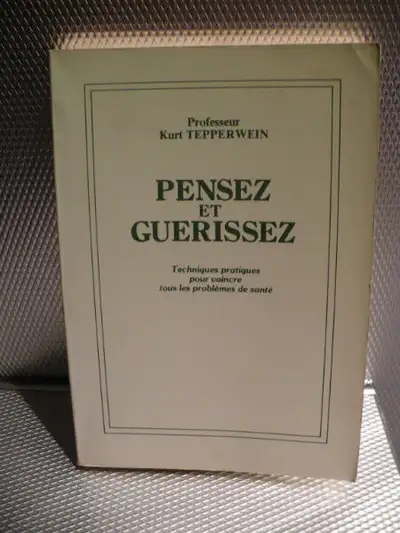 Professeur
Kurt TEPPERWEIN
PENSEZ
ET
GUERISSEZ
Techniques pratiques
pour vaincre
tous les problèmes de santé